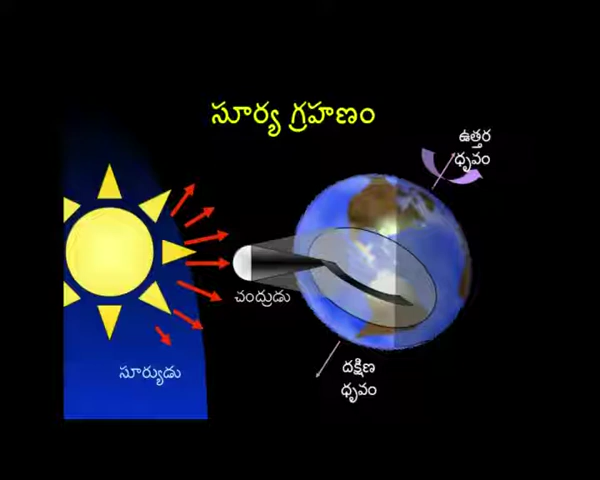 సూర్య గ్రహణం
ఉత్తర
ధృవం
చంద్రుడు
సూర్యుడు
దక్షిణ
ధృవం